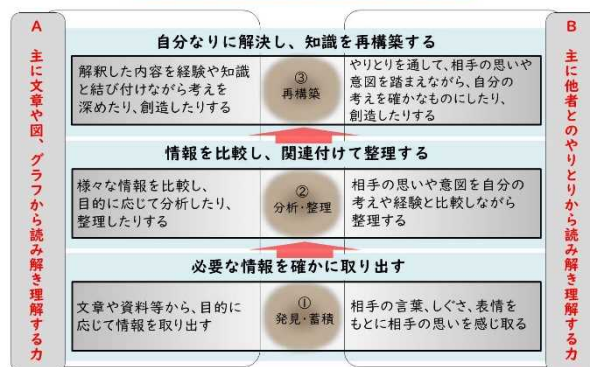 A 主に文章や図、グラフから読み解き理解する力
自分なりに解決し、知識を再構築する
解釈した内容を経験や知識
と結び付けながら考えを
深めたり、創造したりする
③
再構築
やりとりを通して、相手の思いや
意図を踏まえながら、自分の
考えを確かなものにしたり、
創造したりする
情報を比較し、関連付けて整理する
様々な情報を比較し、
目的に応じて分析したり、
整理したりする
②
分析・整理
相手の思いや意図を自分の
考えや経験と比較しながら
整理する
必要な情報を確かに取り出す
文章や資料等から、目的に
応じて情報を取り出す
①
発見・蓄積
相手の言葉、しぐさ、表情を
もとに相手の思いを感じ取る
B 主に他者とのやりとりから読み解き理解する力